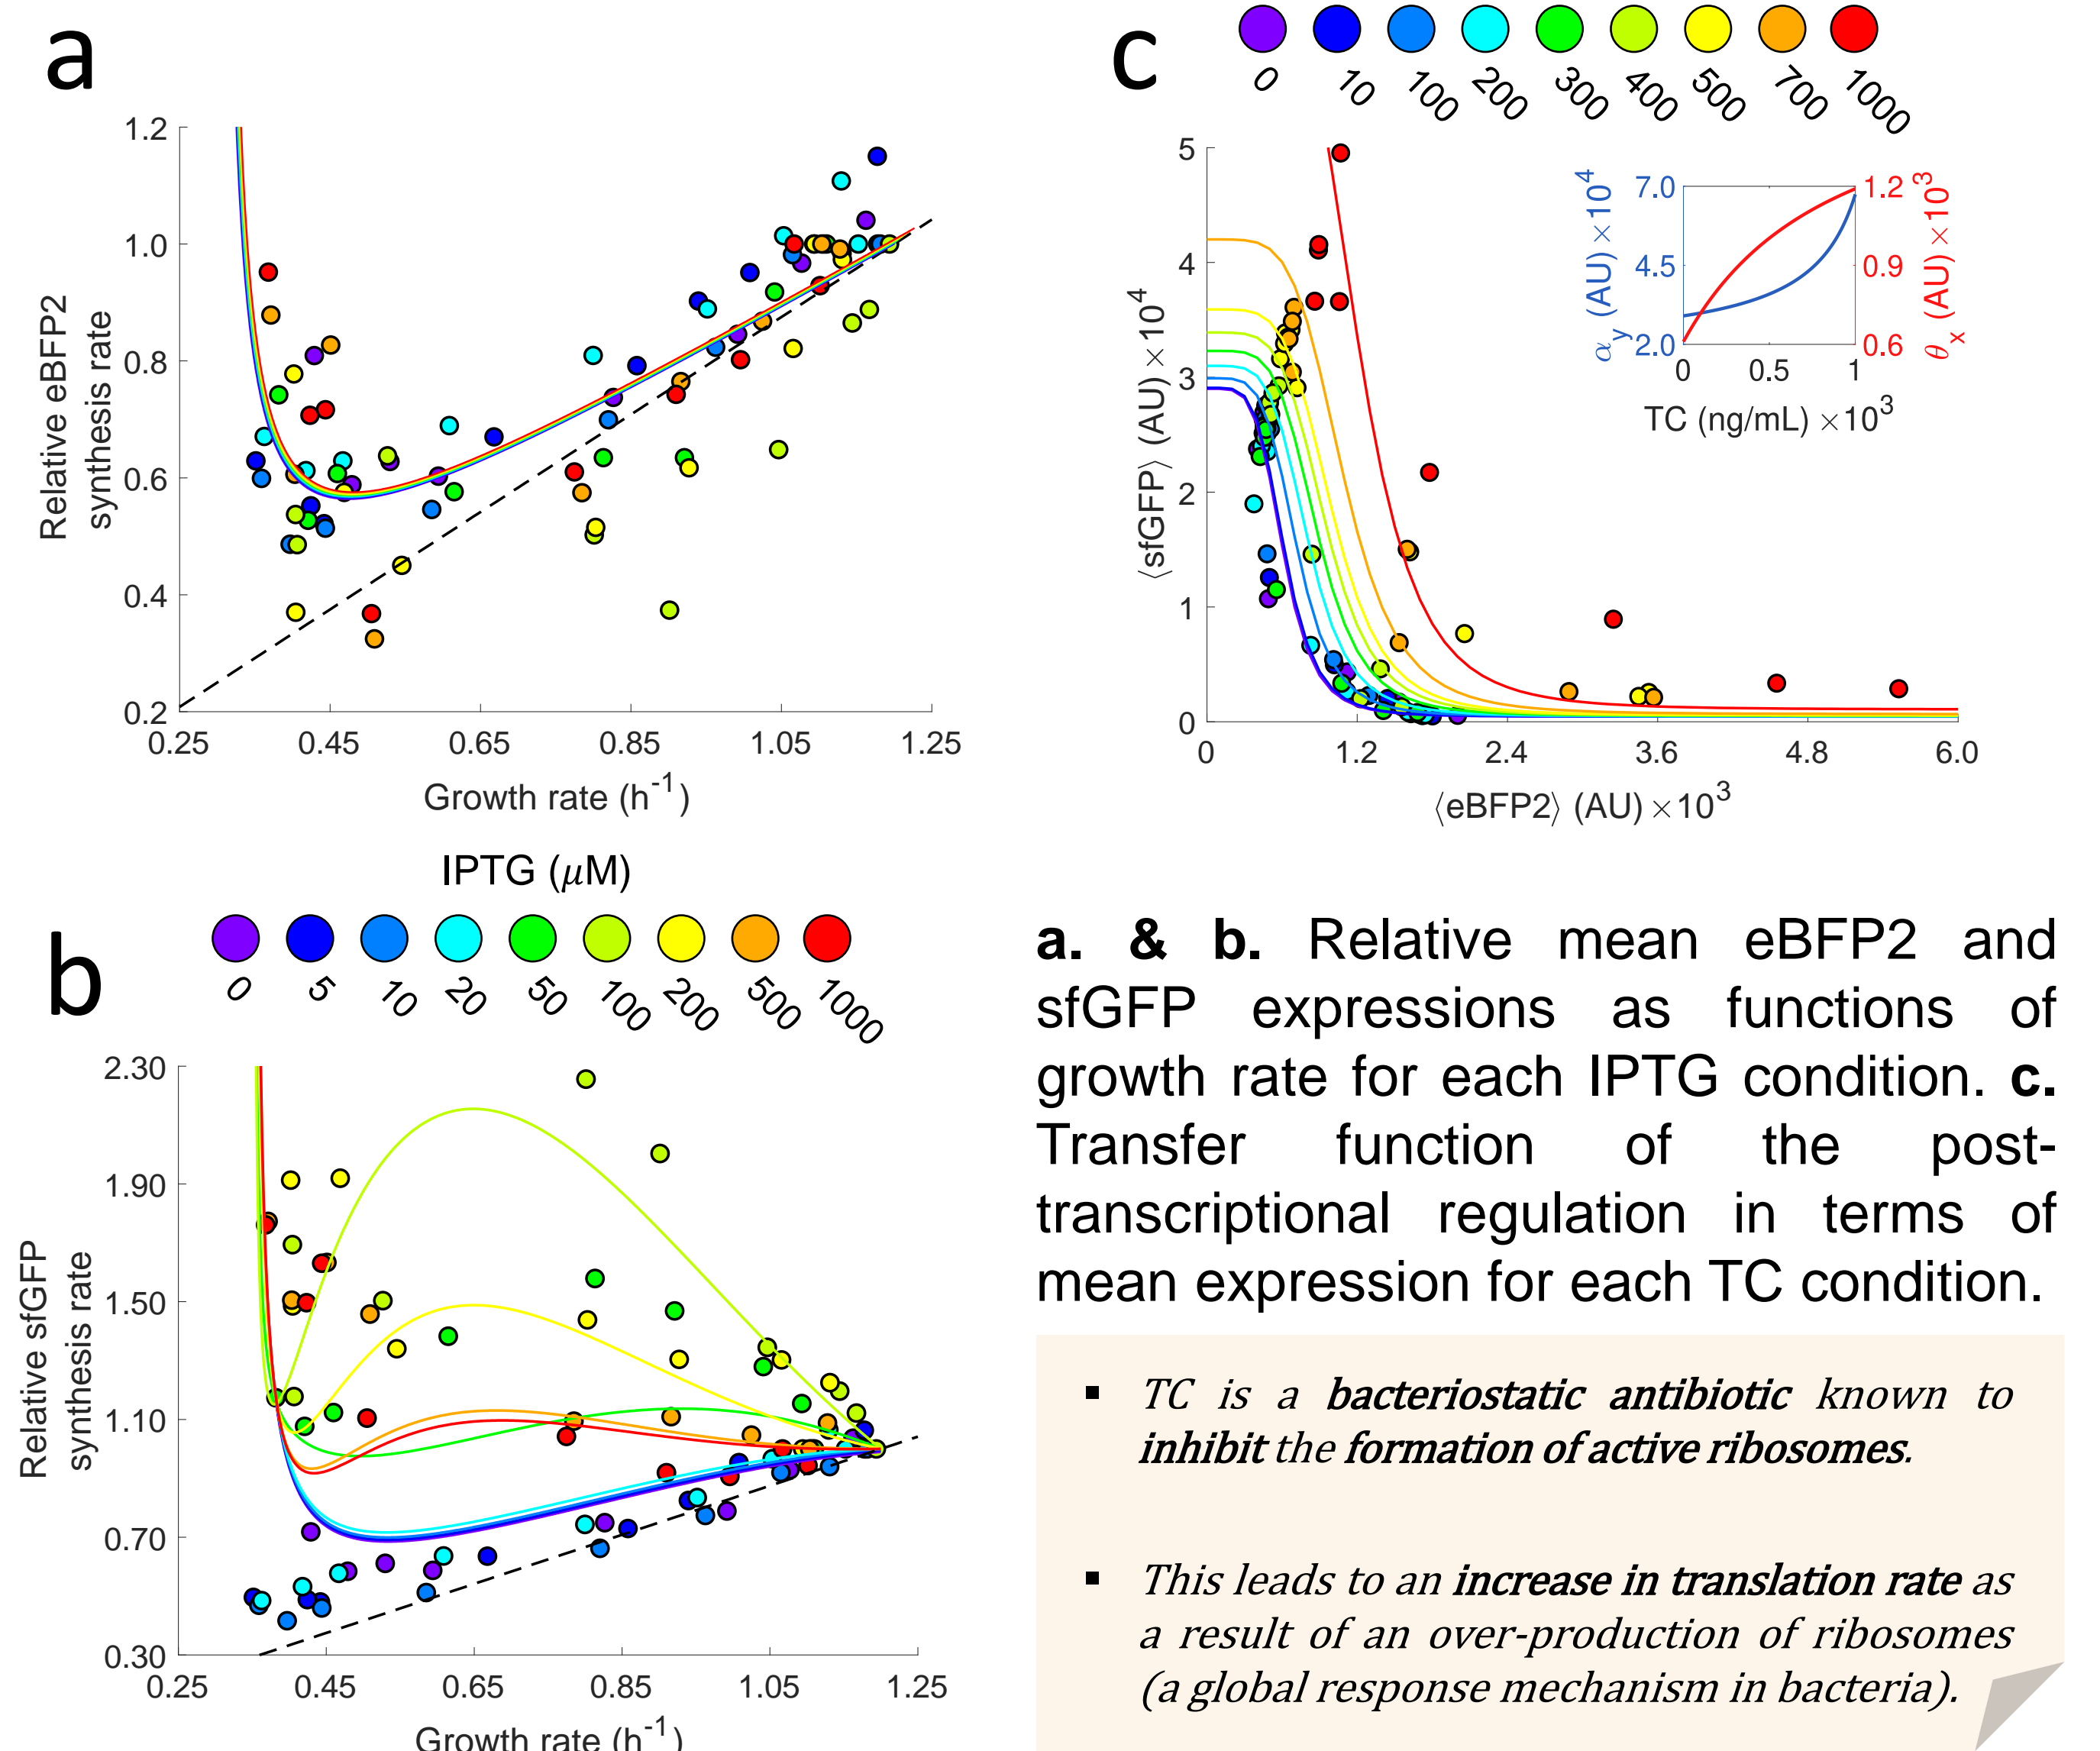 a
1.2
1.0
0.8
0.6
0.4
0.2
Relative eBFP2
synthesis rate
0.25 0.45 0.65 0.85 1.05 1.25
Growth rate (h-1)
IPTG (μM)
b
0 5 10 20 50 100 200 500 1000
2.30
1.90
1.50
1.10
0.70
0.30
Relative sfGFP
synthesis rate
0.25 0.45 0.65 0.85 1.05 1.25
Growth rate (h-1)
c
0 10 100 200 300 400 500 700 1000
5
4
3
2
1
0
⟨sfGFP⟩ (AU) ×10^4
0 1.2 2.4 3.6 4.8 6.0
⟨eBFP2⟩ (AU) ×10^3
αy (AU) ×10^4
7.0
4.5
2.0
1.2
0.9
0.6
θx (AU) ×10^3
0 0.5 1
TC (ng/mL) ×10^3
a. & b. Relative mean eBFP2 and
sfGFP expressions as functions of
growth rate for each IPTG condition. c.
Transfer function of the post-
transcriptional regulation in terms of
mean expression for each TC condition.
▪ TC is a bacteriostatic antibiotic known to
inhibit the formation of active ribosomes.
▪ This leads to an increase in translation rate as
a result of an over-production of ribosomes
(a global response mechanism in bacteria).